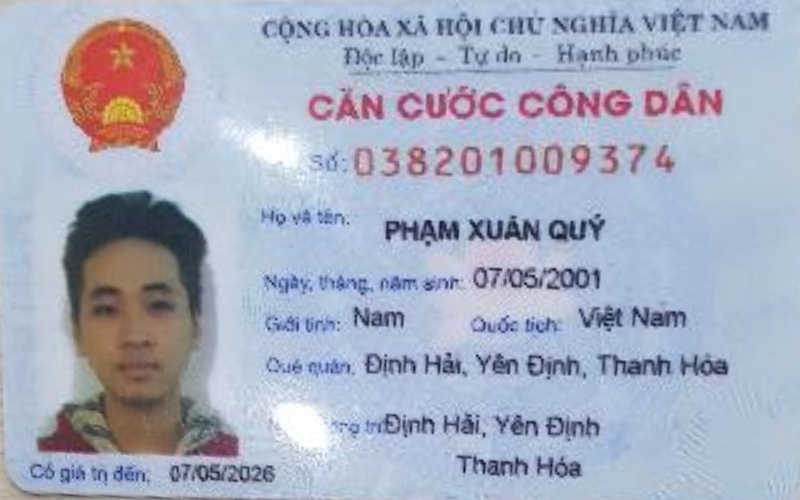 CỘNG HÒA XÃ HỘI CHỦ NGHĨA VIỆT NAM
Độc lập - Tự do - Hạnh phúc
CĂN CƯỚC CÔNG DÂN
Số: 038201009374
Họ và tên: PHẠM XUÂN QUÝ
Ngày, tháng, năm sinh: 07/05/2001
Giới tính: Nam Quốc tịch: Việt Nam
Quê quán: Định Hải, Yên Định, Thanh Hóa
Định Hải, Yên Định
Thanh Hóa
Có giá trị đến: 07/05/2026